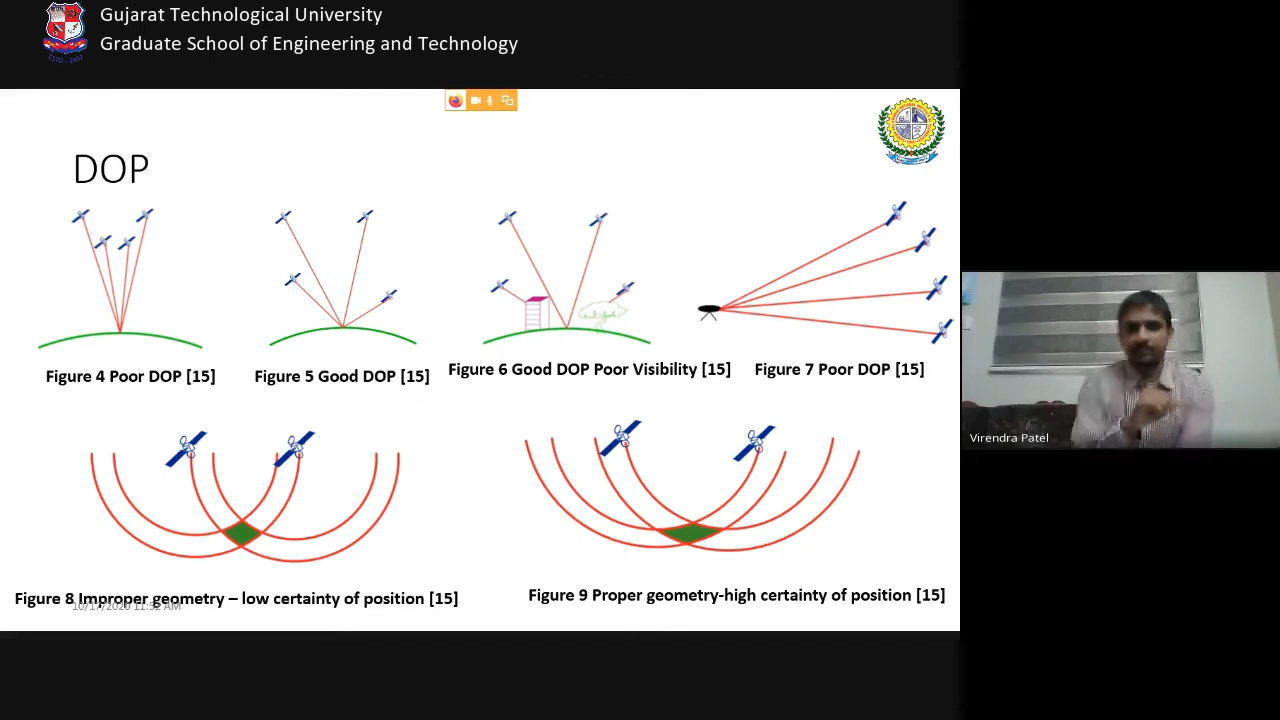 Gujarat Technological University
Graduate School of Engineering and Technology
DOP
Figure 4 Poor DOP [15]
Figure 5 Good DOP [15]
Figure 6 Good DOP Poor Visibility [15]
Figure 7 Poor DOP [15]
Virendra Patel
Figure 8 Improper geometry – low certainty of position [15]
Figure 9 Proper geometry-high certainty of position [15]